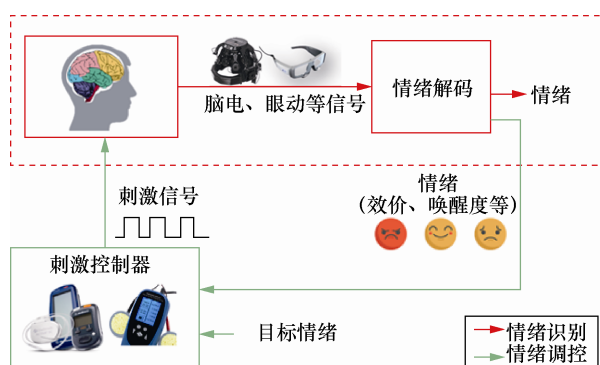 脑电、眼动等信号
情绪解码
情绪
刺激信号
情绪
（效价、唤醒度等）
刺激控制器
目标情绪
情绪识别
情绪调控